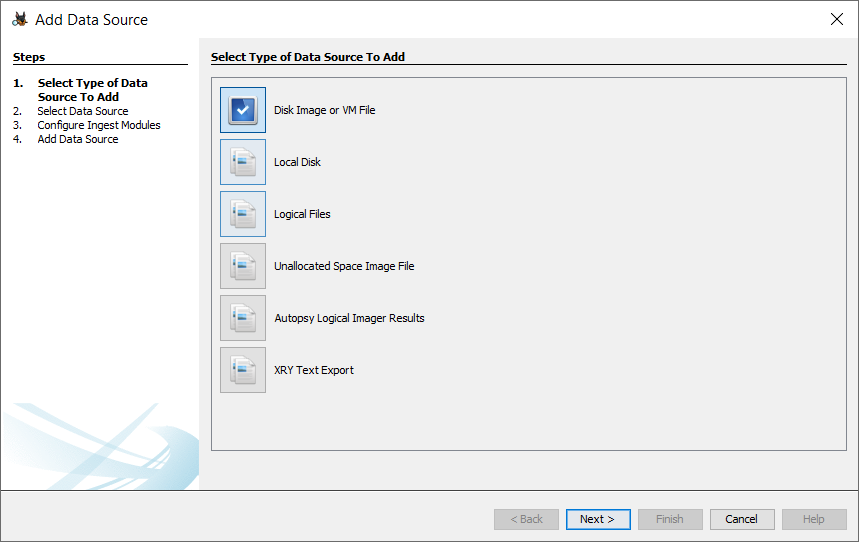 Add Data Source
Steps
1. Select Type of Data
Source To Add
2. Select Data Source
3. Configure Ingest Modules
4. Add Data Source
Select Type of Data Source To Add
Disk Image or VM File
Local Disk
Logical Files
Unallocated Space Image File
Autopsy Logical Imager Results
XRY Text Export
< Back
Next >
Finish
Cancel
Help